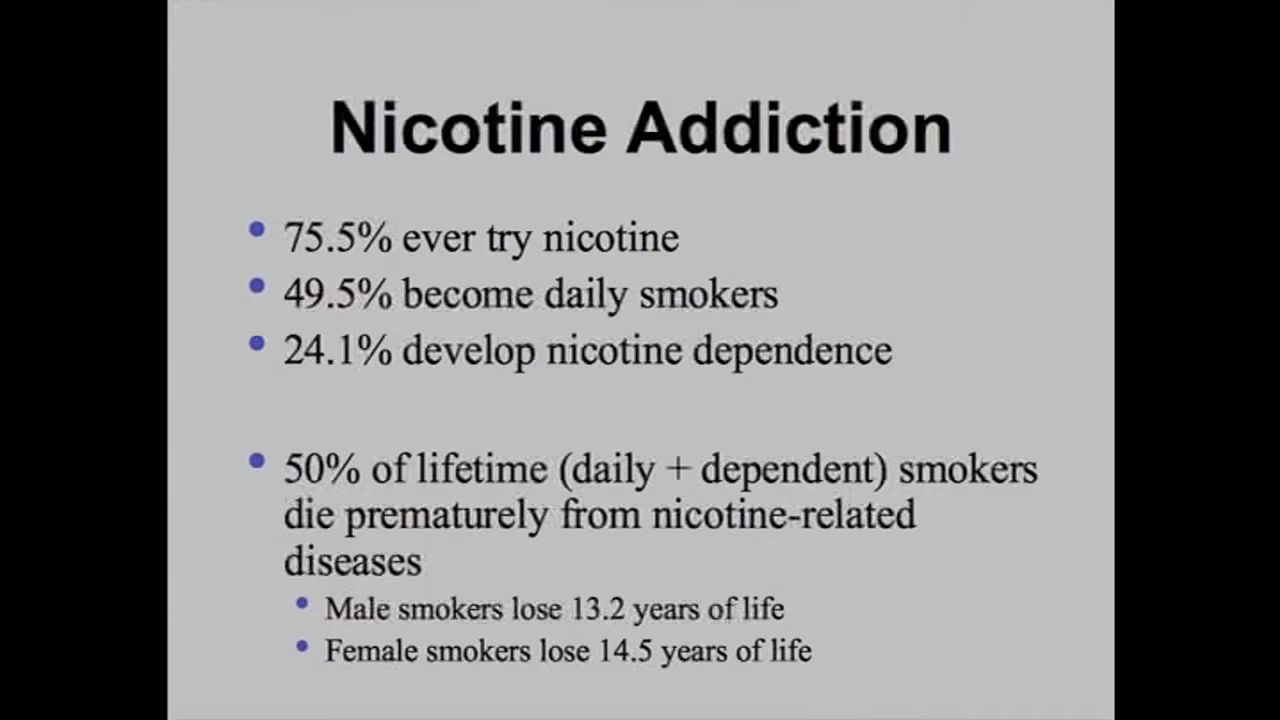 Nicotine Addiction
• 75.5% ever try nicotine
• 49.5% become daily smokers
• 24.1% develop nicotine dependence
• 50% of lifetime (daily + dependent) smokers
die prematurely from nicotine-related
diseases
• Male smokers lose 13.2 years of life
• Female smokers lose 14.5 years of life